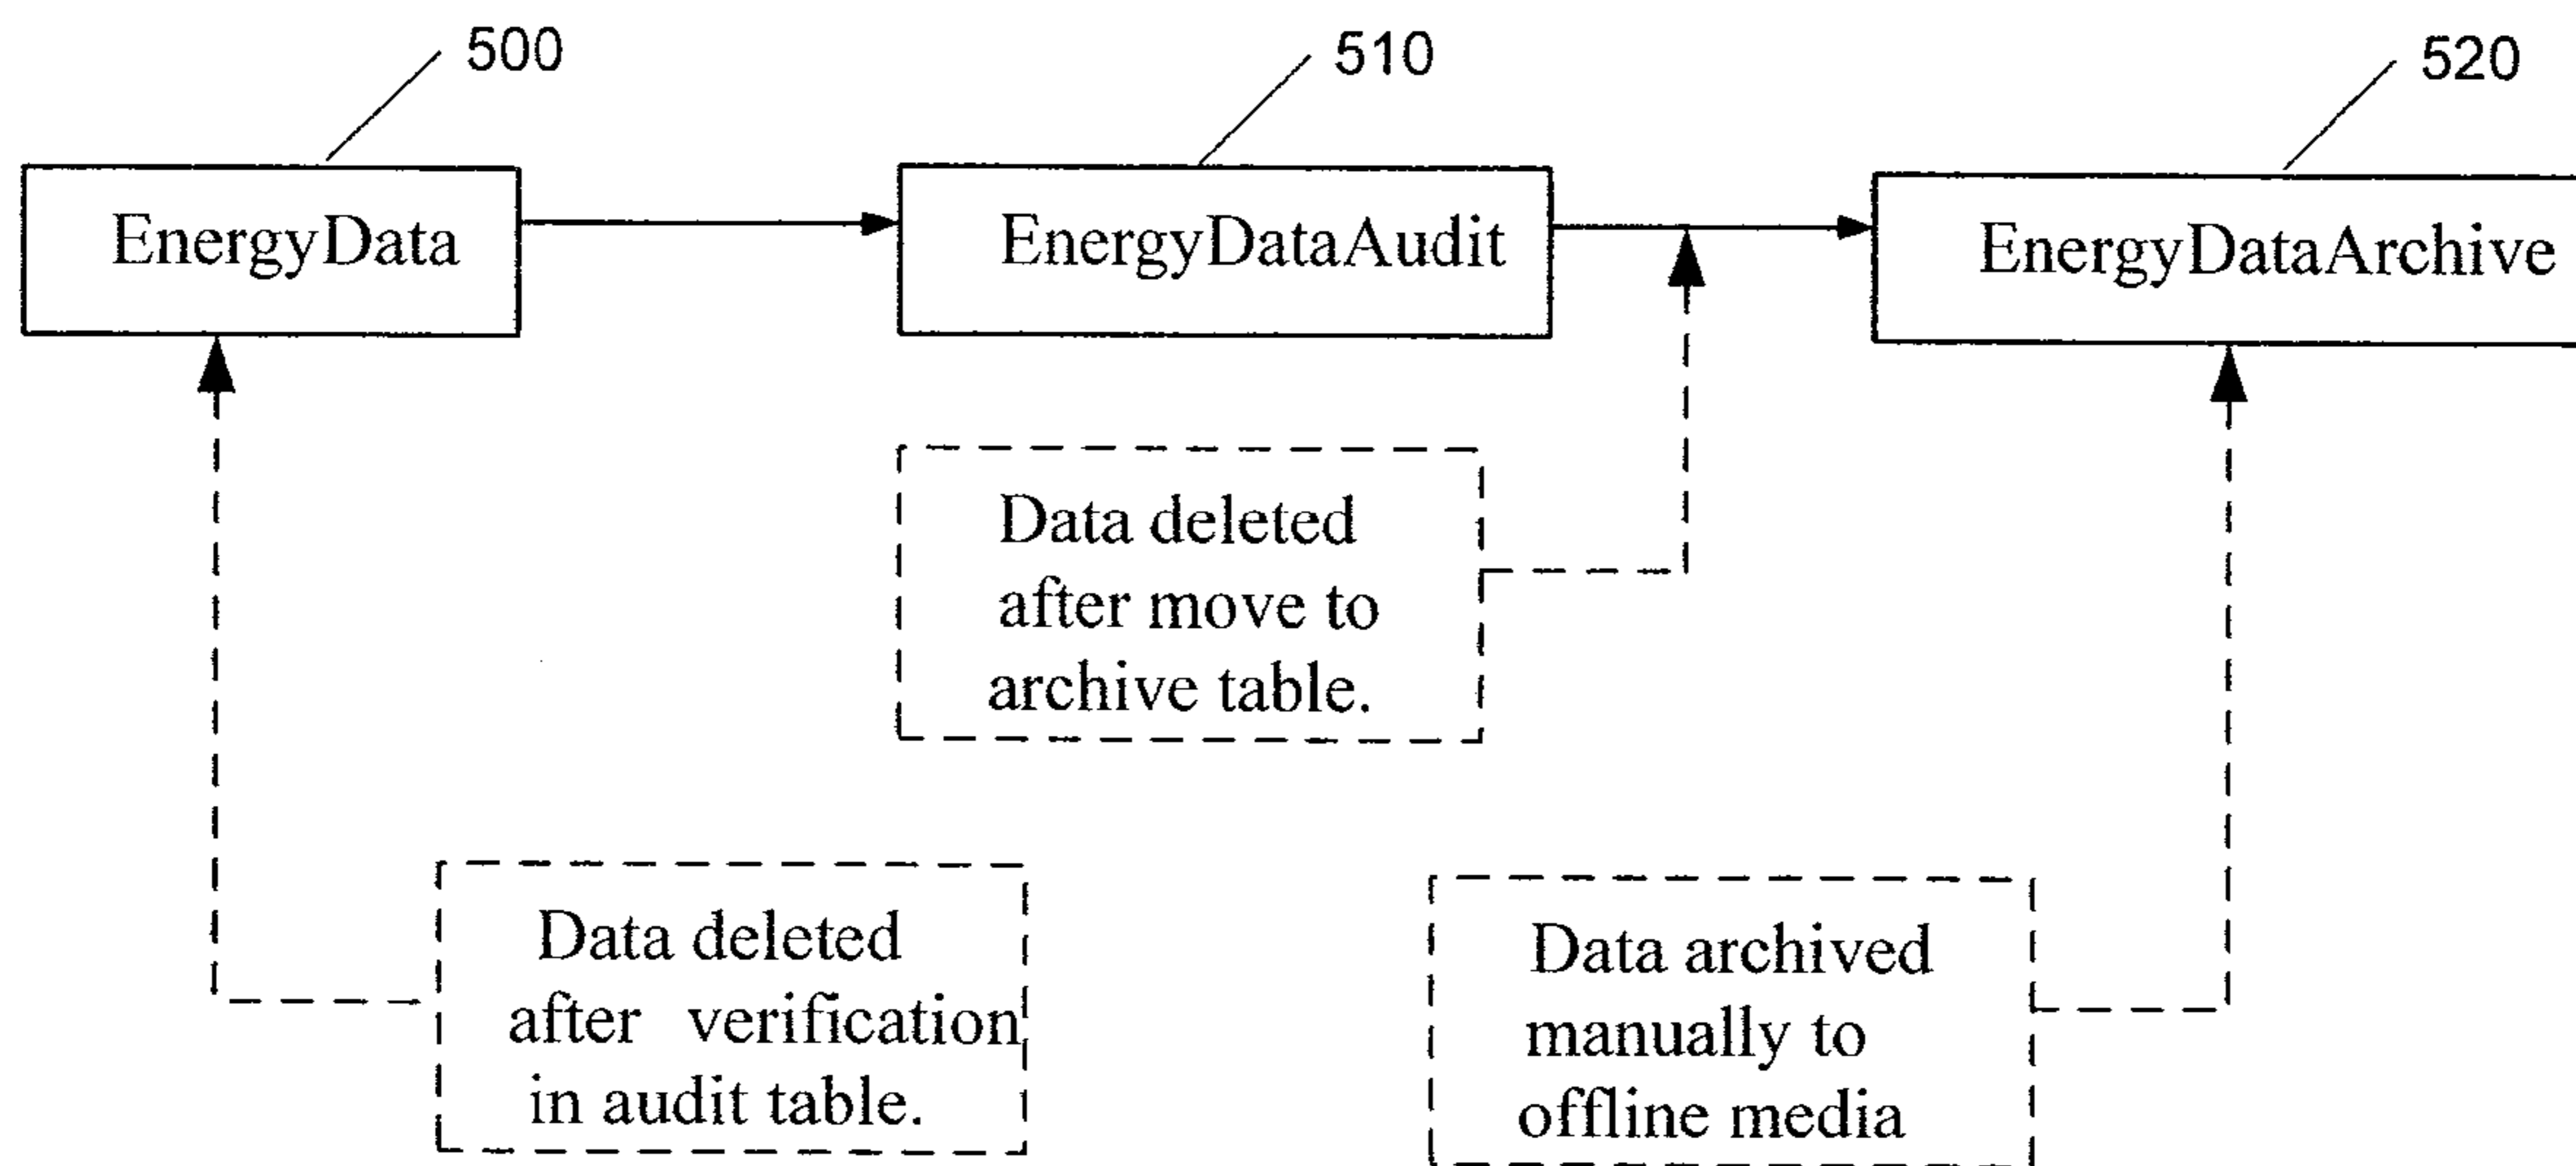 500
510
520
EnergyData
EnergyDataAudit
EnergyDataArchive
Data deleted
after move to
archive table.
Data deleted
after verification
in audit table.
Data archived
manually to
offline media